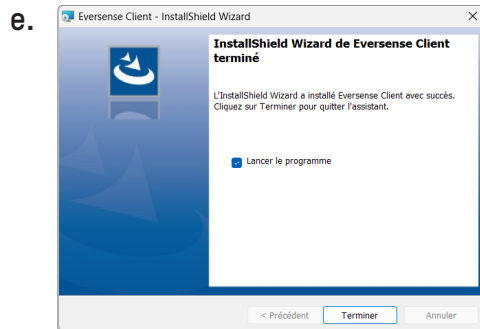 e.
Eversense Client - InstallShield Wizard
InstallShield Wizard de Eversense Client
terminé
L'InstallShield Wizard a installé Eversense Client avec succès.
Cliquez sur Terminer pour quitter l'assistant.
Lancer le programme
< Précédent Terminer Annuler